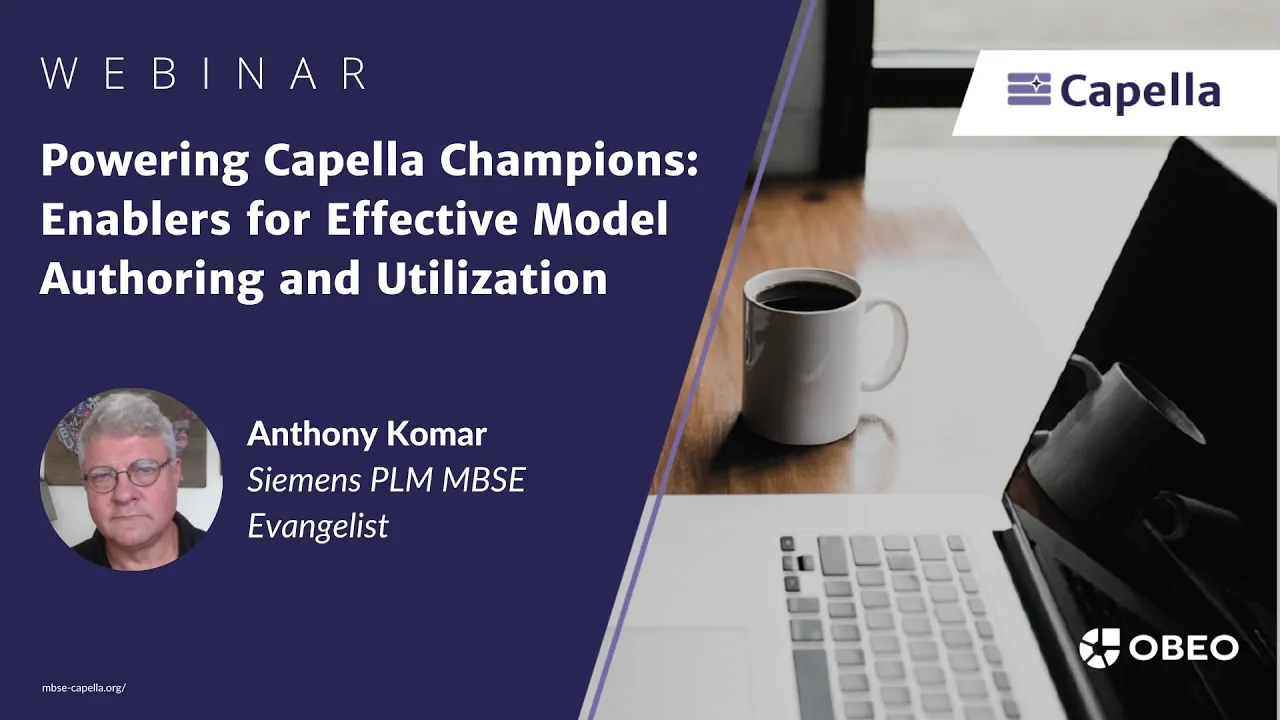 WEBINAR
Powering Capella Champions:
Enablers for Effective Model
Authoring and Utilization
Anthony Komar
Siemens PLM MBSE
Evangelist
mbse-capella.org/
Capella
OBEO